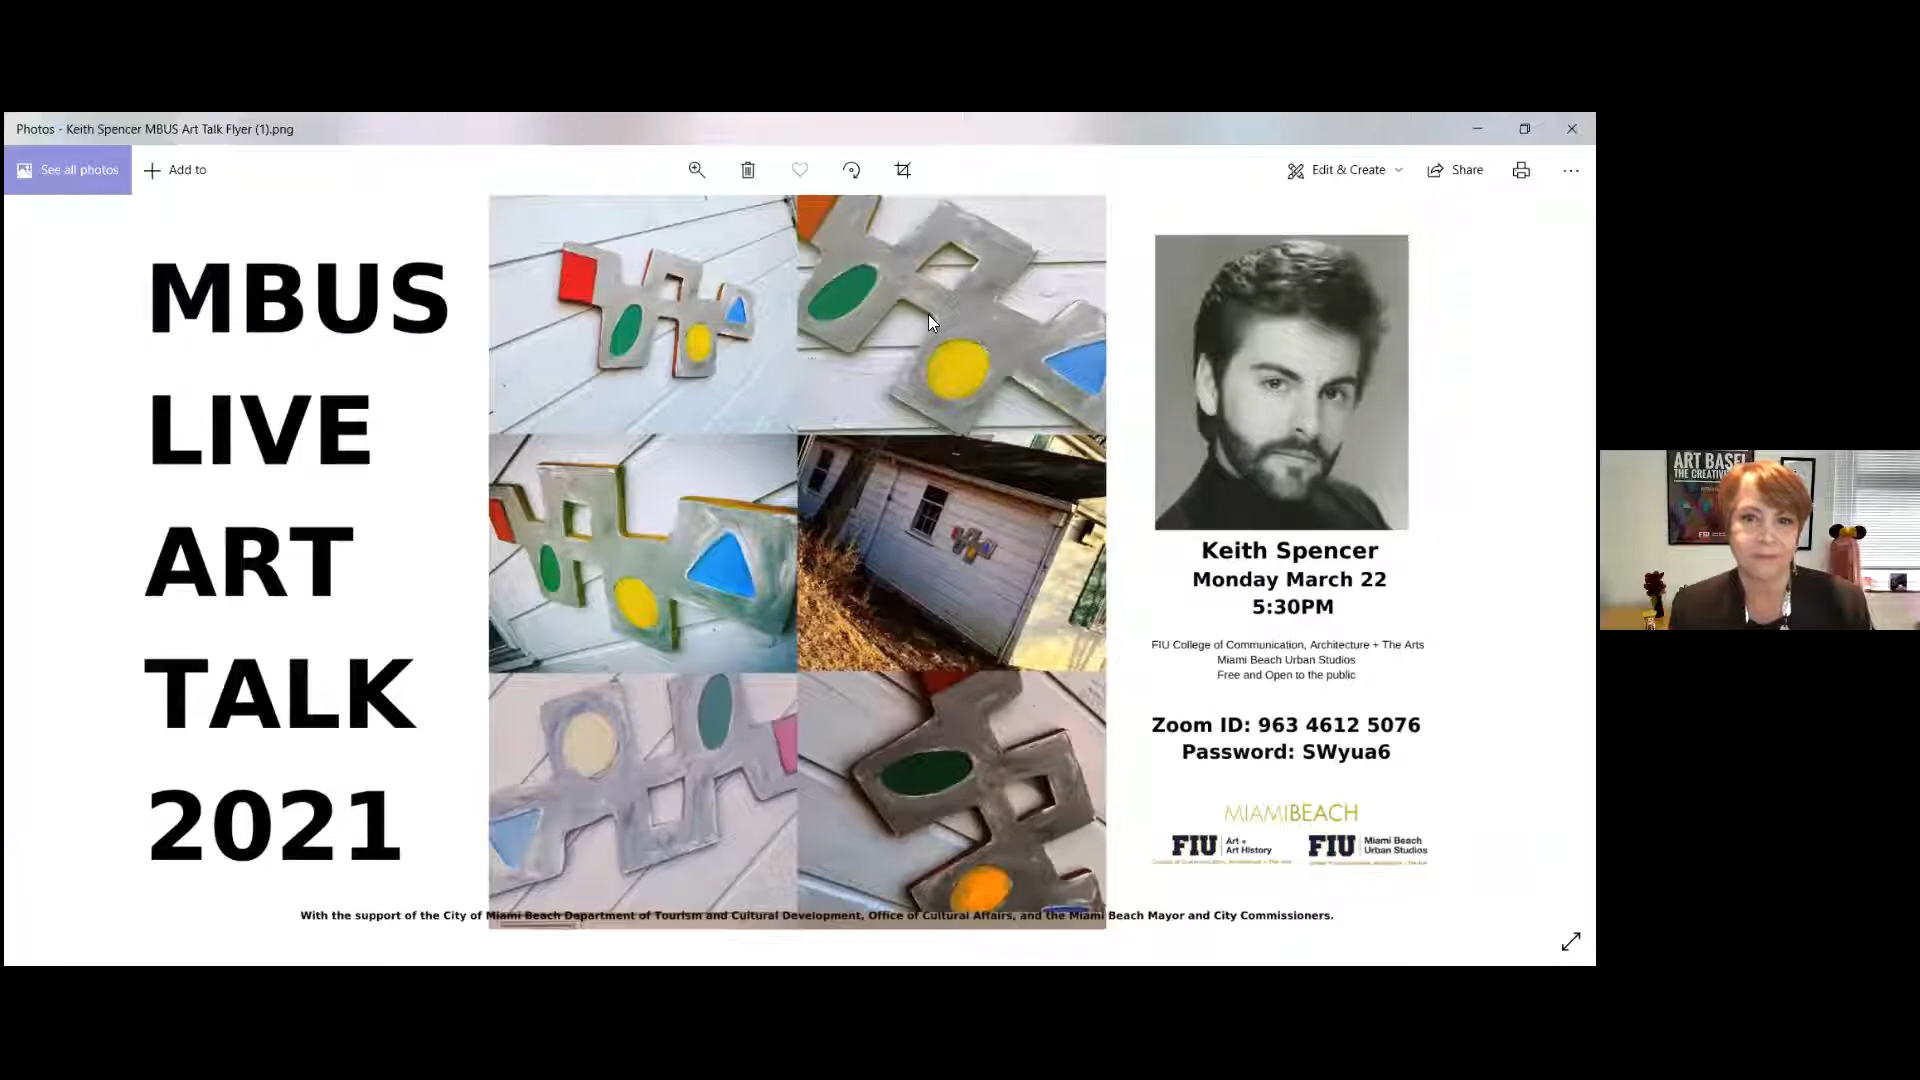 Photos - Keith Spencer MBUS Art Talk Flyer (1).png
See all photos
Add to
Edit & Create
Share
MBUS
LIVE
ART
TALK
2021
Keith Spencer
Monday March 22
5:30PM
FIU College of Communication, Architecture + The Arts
Miami Beach Urban Studios
Free and Open to the public
Zoom ID: 963 4612 5076
Password: SWyua6
MIAMIBEACH
FIU Art +
Art History
FIU Miami Beach
Urban Studios
With the support of the City of Miami Beach Department of Tourism and Cultural Development, Office of Cultural Affairs, and the Miami Beach Mayor and City Commissioners.
ART BASEL
THE CREATIV
FIU